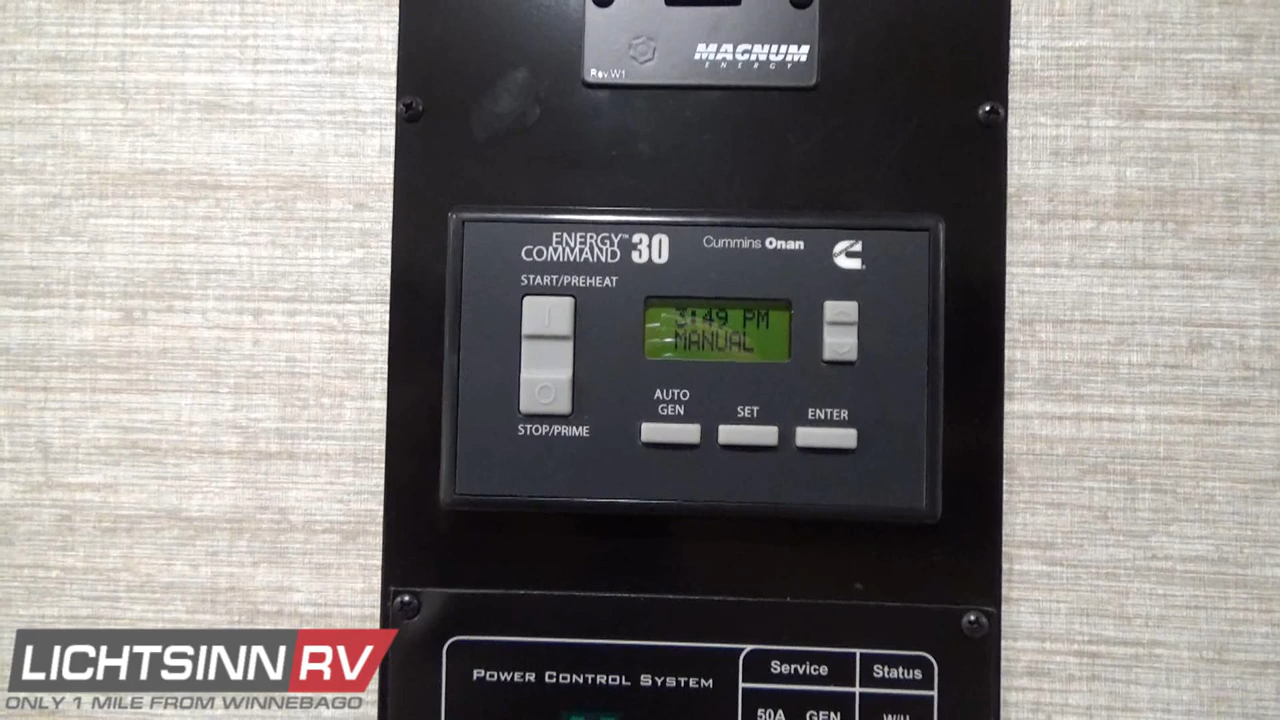 MAGNUM
ENERGY
Rev.W1
ENERGY™
COMMAND 30
Cummins Onan
START/PREHEAT
3:49 PM
MANUAL
AUTO
GEN
SET
ENTER
STOP/PRIME
POWER CONTROL SYSTEM
Service Status
50A GEN W/H
LICHTSINN RV
ONLY 1 MILE FROM WINNEBAGO